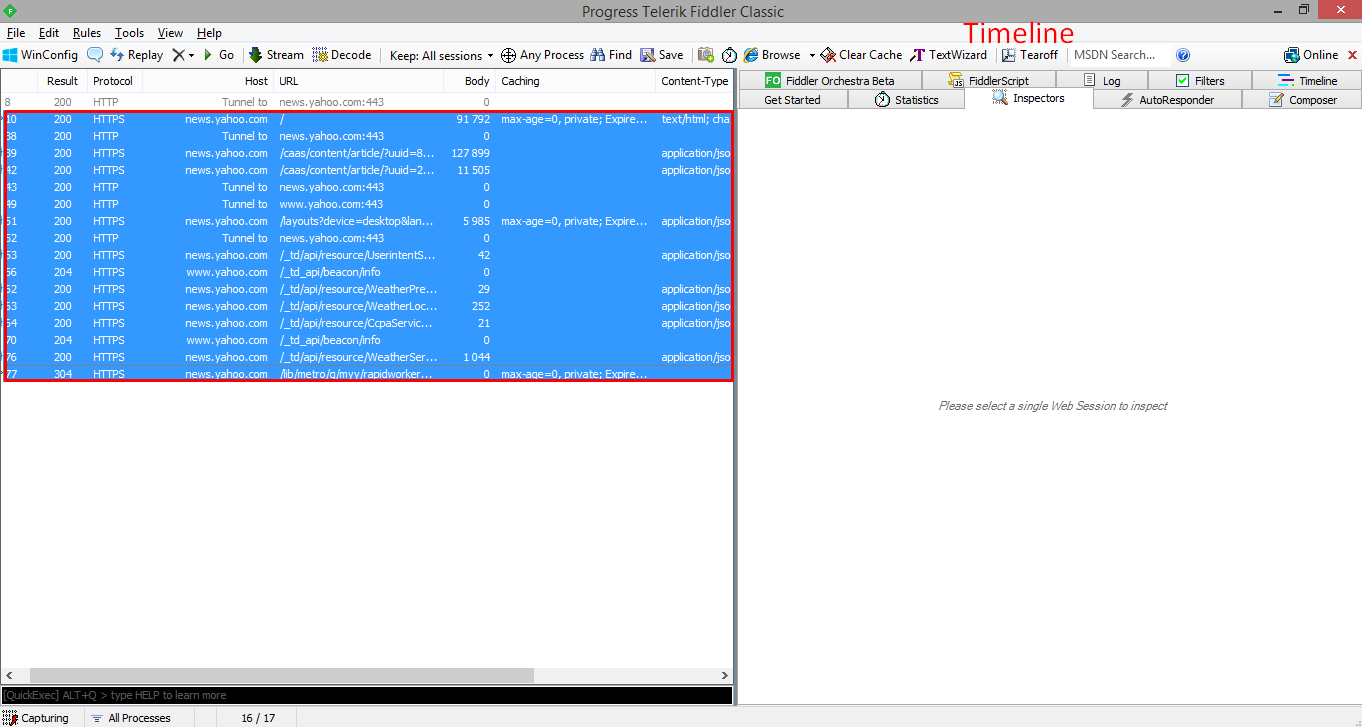 Progress Telerik Fiddler Classic
File Edit Rules Tools View Help
Timeline
WinConfig Replay Go Stream Decode Keep: All sessions Any Process Find Save Browse Clear Cache TextWizard Tearoff MSDN Search... Online
Result Protocol Host URL Body Caching Content-Type
8 200 HTTP Tunnel to news.yahoo.com:443 0
10 200 HTTPS news.yahoo.com / 91 792 max-age=0, private; Expire... text/html; cha
38 200 HTTP Tunnel to news.yahoo.com:443 0
39 200 HTTPS news.yahoo.com /caas/content/article/?uuid=8... 127 899 application/jso
42 200 HTTPS news.yahoo.com /caas/content/article/?uuid=2... 11 505 application/jso
43 200 HTTP Tunnel to news.yahoo.com:443 0
49 200 HTTP Tunnel to www.yahoo.com:443 0
51 200 HTTPS news.yahoo.com /layouts?device=desktop&lan... 5 985 max-age=0, private; Expire... application/jso
52 200 HTTP Tunnel to news.yahoo.com:443 0
53 200 HTTPS news.yahoo.com /_td/api/resource/UserintentS... 42 application/jso
56 204 HTTPS www.yahoo.com /_td_api/beacon/info 0
62 200 HTTPS news.yahoo.com /_td/api/resource/WeatherPre... 29 application/jso
63 200 HTTPS news.yahoo.com /_td/api/resource/WeatherLoc... 252 application/jso
64 200 HTTPS news.yahoo.com /_td/api/resource/CcpaServic... 21 application/jso
70 204 HTTPS www.yahoo.com /_td_api/beacon/info 0
76 200 HTTPS news.yahoo.com /_td/api/resource/WeatherSer... 1 044 application/jso
77 304 HTTPS news.yahoo.com /lib/metro/g/myy/rapidworker... 0 max-age=0, private; Expire...
[QuickExec] ALT+Q > type HELP to learn more
FO Fiddler Orchestra Beta FiddlerScript Log Filters Timeline
Get Started Statistics Inspectors AutoResponder Composer
Please select a single Web Session to inspect
Capturing All Processes 16 / 17